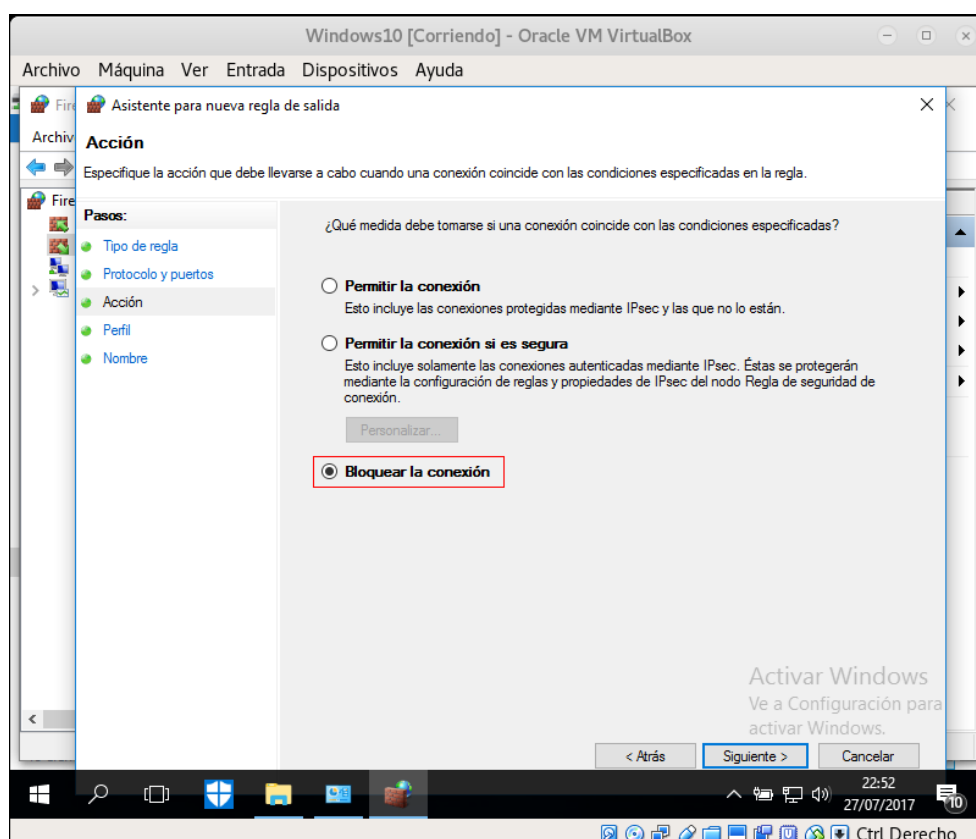 Windows10 [Corriendo] - Oracle VM VirtualBox
Archivo Máquina Ver Entrada Dispositivos Ayuda
Fire
Asistente para nueva regla de salida
Archiv
Acción
Especifique la acción que debe llevarse a cabo cuando una conexión coincide con las condiciones especificadas en la regla.
Fire
Pasos:
Tipo de regla
Protocolo y puertos
Acción
Perfil
Nombre
¿Qué medida debe tomarse si una conexión coincide con las condiciones especificadas?
Permitir la conexión
Esto incluye las conexiones protegidas mediante IPsec y las que no lo están.
Permitir la conexión si es segura
Esto incluye solamente las conexiones autenticadas mediante IPsec. Éstas se protegerán
mediante la configuración de reglas y propiedades de IPsec del nodo Regla de seguridad de
conexión.
Personalizar...
Bloquear la conexión
Activar Windows
Ve a Configuración para
activar Windows.
< Atrás
Siguiente >
Cancelar
22:52
27/07/2017
10
Ctrl Derecho